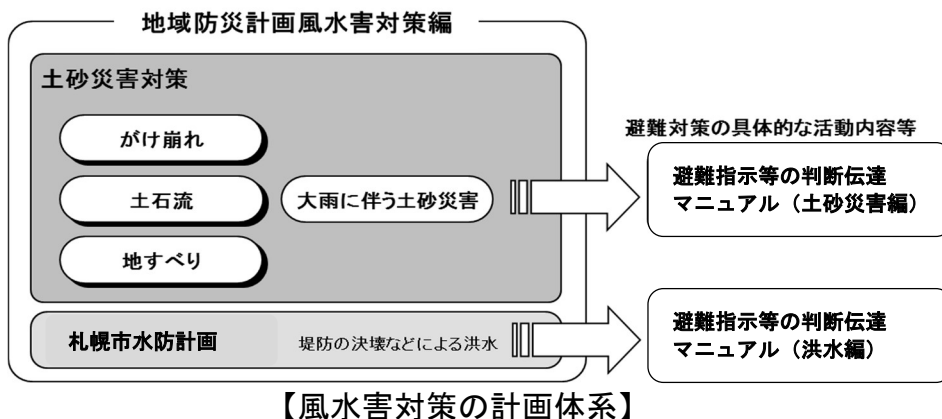 地域防災計画風水害対策編
土砂災害対策
がけ崩れ
土石流
地すべり
大雨に伴う土砂災害
避難対策の具体的な活動内容等
避難指示等の判断伝達
マニュアル（土砂災害編）
札幌市水防計画
堤防の決壊などによる洪水
避難指示等の判断伝達
マニュアル（洪水編）
【風水害対策の計画体系】